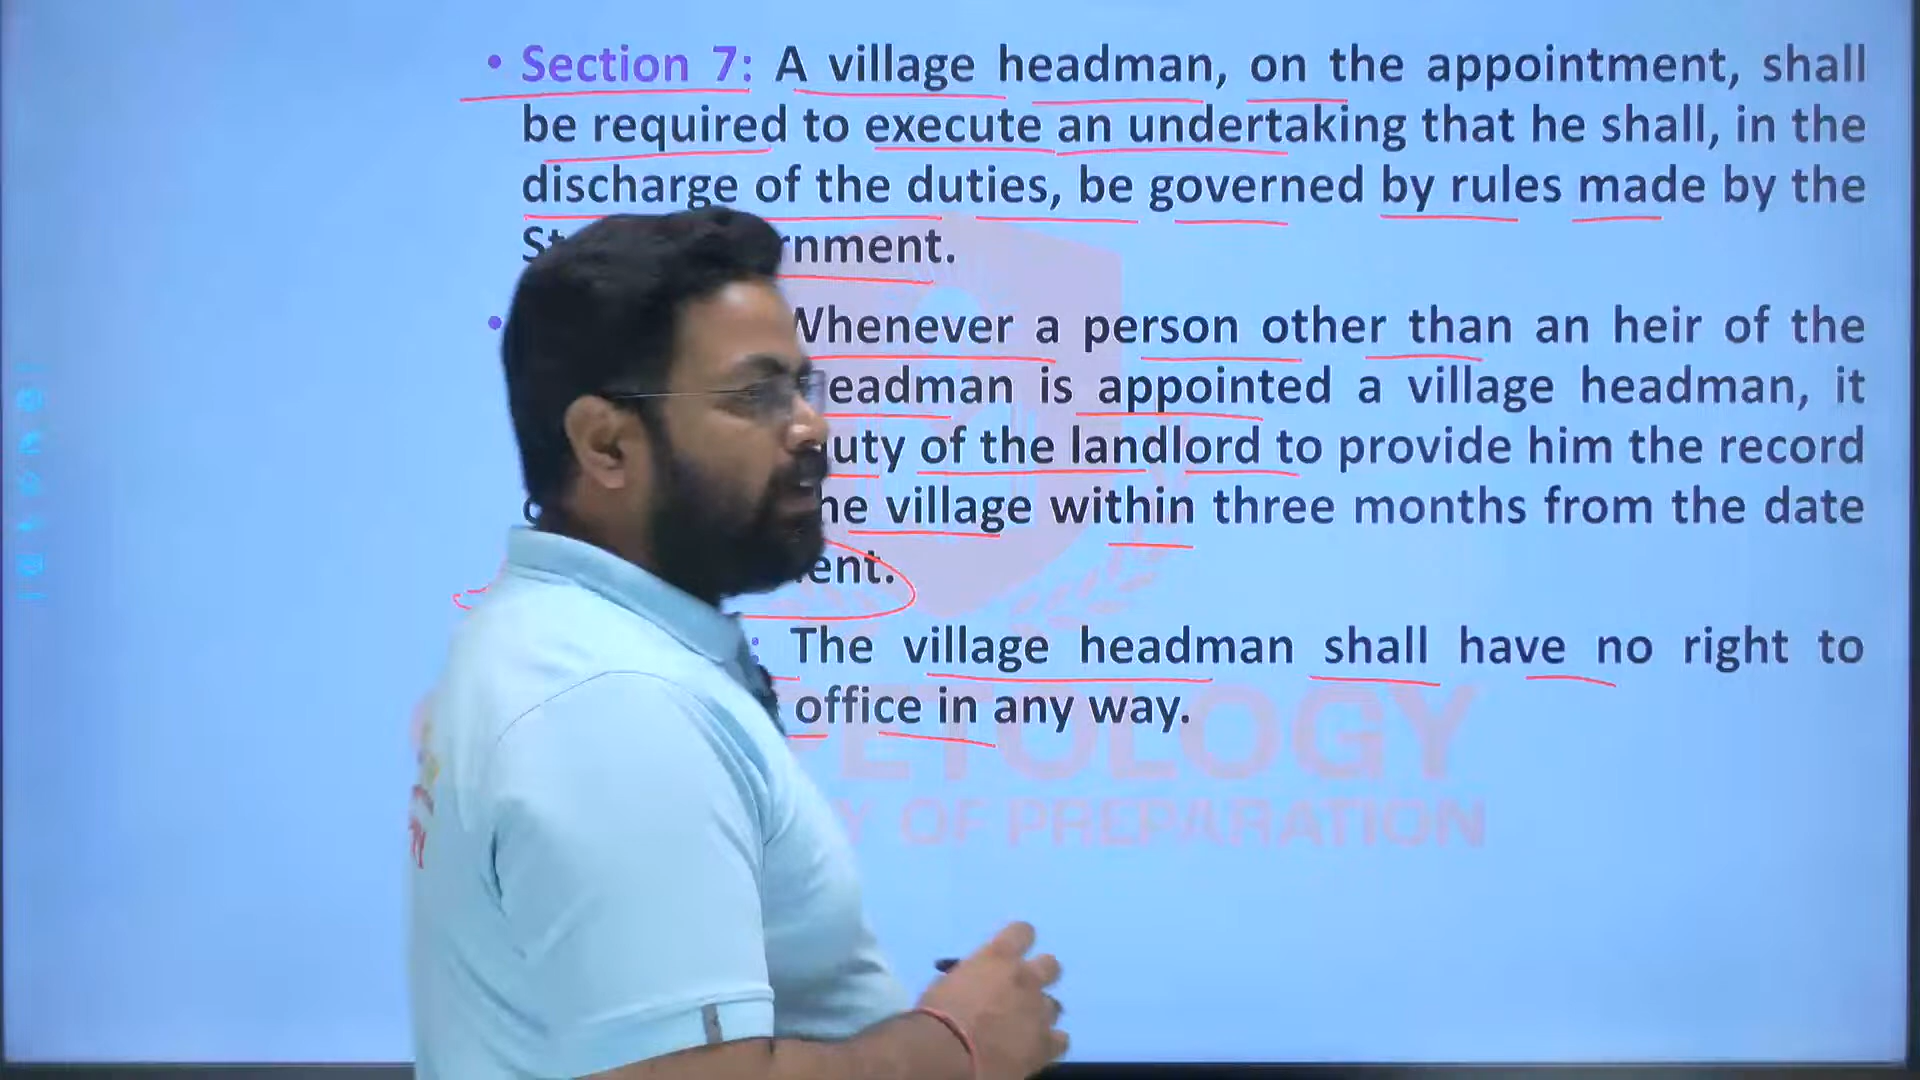 • Section 7: A village headman, on the appointment, shall
be required to execute an undertaking that he shall, in the
discharge of the duties, be governed by rules made by the
rnment.
• Whenever a person other than an heir of the
eadman is appointed a village headman, it
uty of the landlord to provide him the record
he village within three months from the date
ent.
: The village headman shall have no right to
office in any way.
ETOLOGY
Y OF PREPARATION